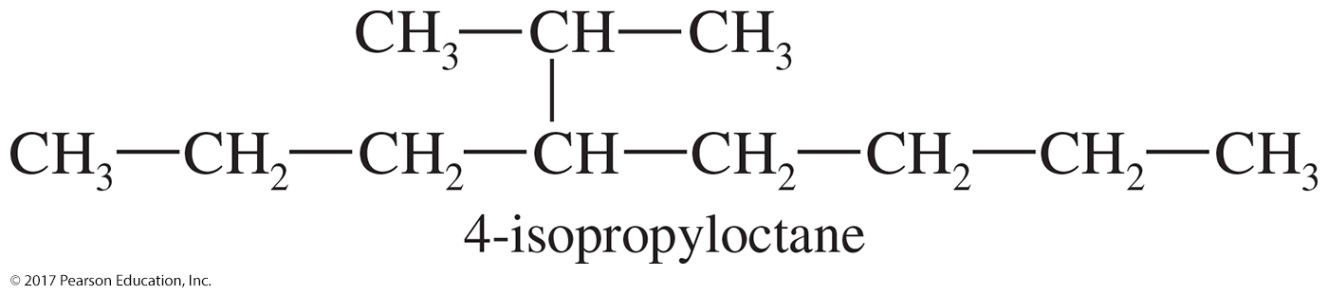 CH₃—CH—CH₃
CH₃—CH₂—CH₂—CH—CH₂—CH₂—CH₂—CH₃
4-isopropyloctane
© 2017 Pearson Education, Inc.